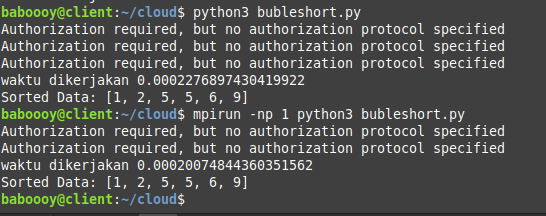 baboooy@client:~/cloud$ python3 bubleshort.py
Authorization required, but no authorization protocol specified
Authorization required, but no authorization protocol specified
Authorization required, but no authorization protocol specified
waktu dikerjakan 0.0002276897430419922
Sorted Data: [1, 2, 5, 5, 6, 9]
baboooy@client:~/cloud$ mpirun -np 1 python3 bubleshort.py
Authorization required, but no authorization protocol specified
Authorization required, but no authorization protocol specified
waktu dikerjakan 0.00020074844360351562
Sorted Data: [1, 2, 5, 5, 6, 9]
baboooy@client:~/cloud$